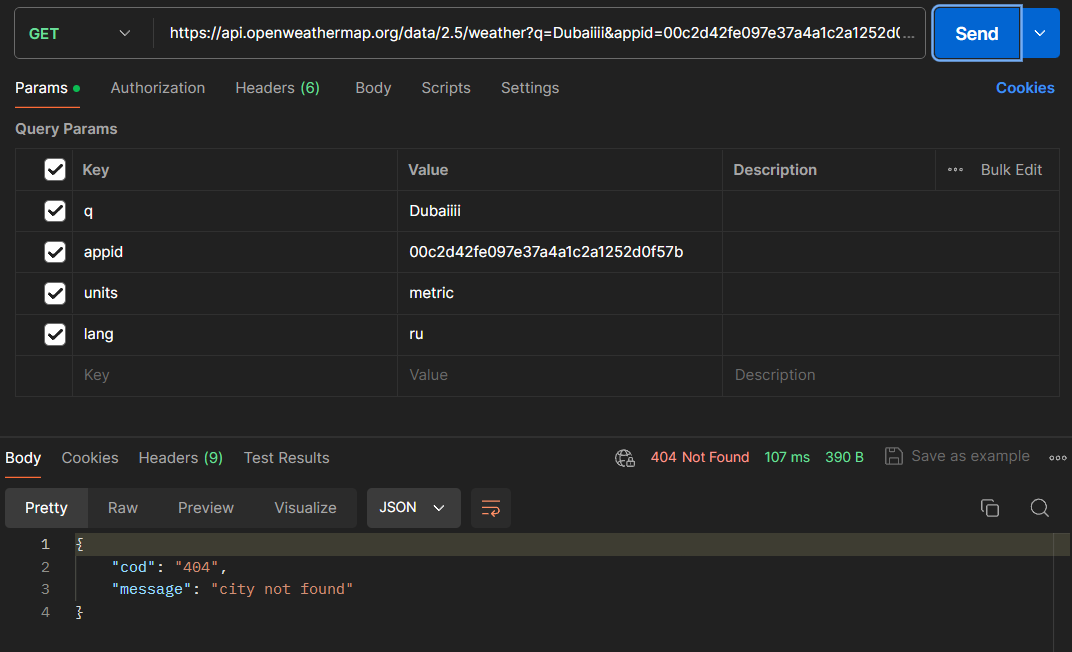 GET https://api.openweathermap.org/data/2.5/weather?q=Dubaiiii&appid=00c2d42fe097e37a4a1c2a1252d0... Send
Params Authorization Headers (6) Body Scripts Settings Cookies
Query Params
Key Value Description Bulk Edit
q Dubaiiii
appid 00c2d42fe097e37a4a1c2a1252d0f57b
units metric
lang ru
Key Value Description
Body Cookies Headers (9) Test Results 404 Not Found 107 ms 390 B Save as example
Pretty Raw Preview Visualize JSON
1 {
2 "cod": "404",
3 "message": "city not found"
4 }